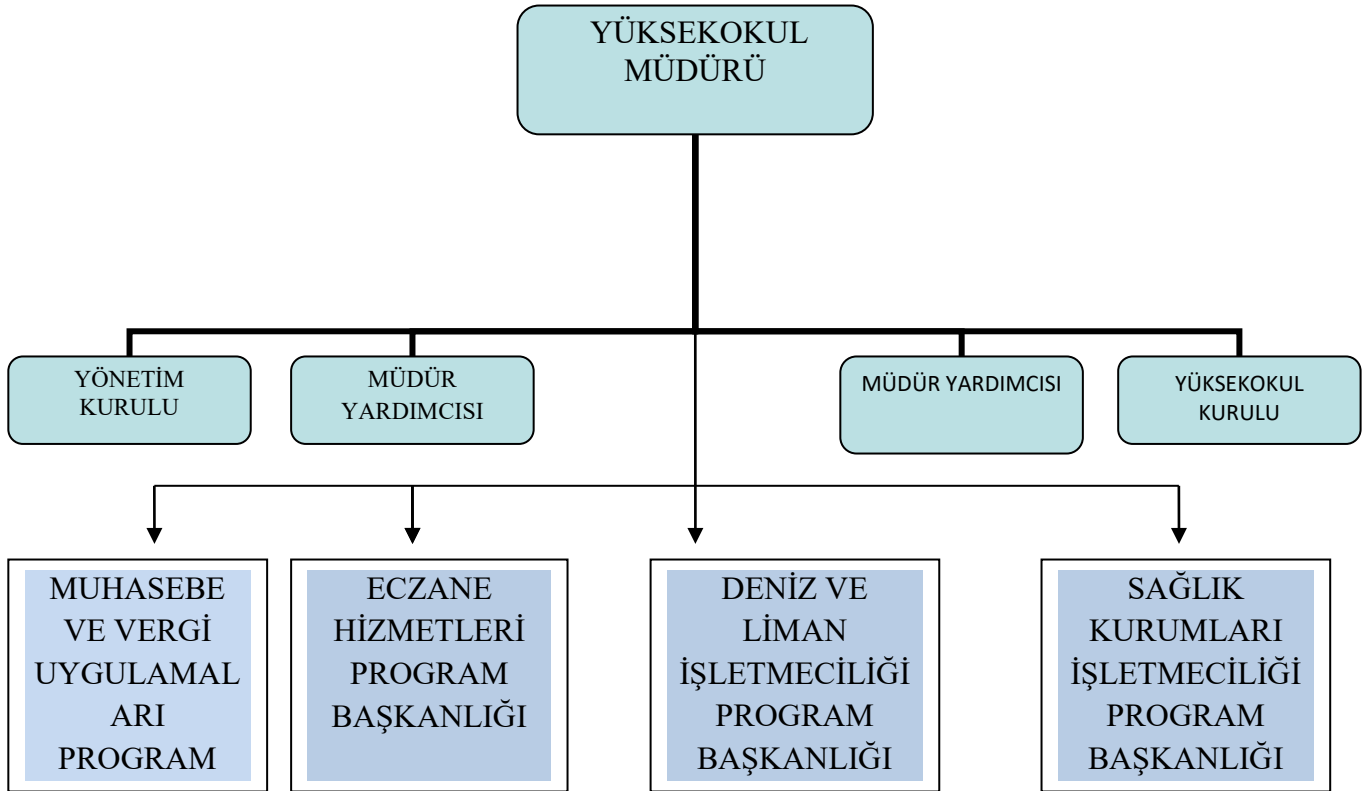 YÜKSEKOKUL
MÜDÜRÜ
YÖNETİM
KURULU
MÜDÜR
YARDIMCISI
MÜDÜR YARDIMCISI
YÜKSEKOKUL
KURULU
MUHASEBE
VE VERGİ
UYGULAMAL
ARI
PROGRAM
ECZANE
HİZMETLERİ
PROGRAM
BAŞKANLIĞI
DENİZ VE
LİMAN
İŞLETMECİLİĞİ
PROGRAM
BAŞKANLIĞI
SAĞLIK
KURUMLARI
İŞLETMECİLİĞİ
PROGRAM
BAŞKANLIĞI